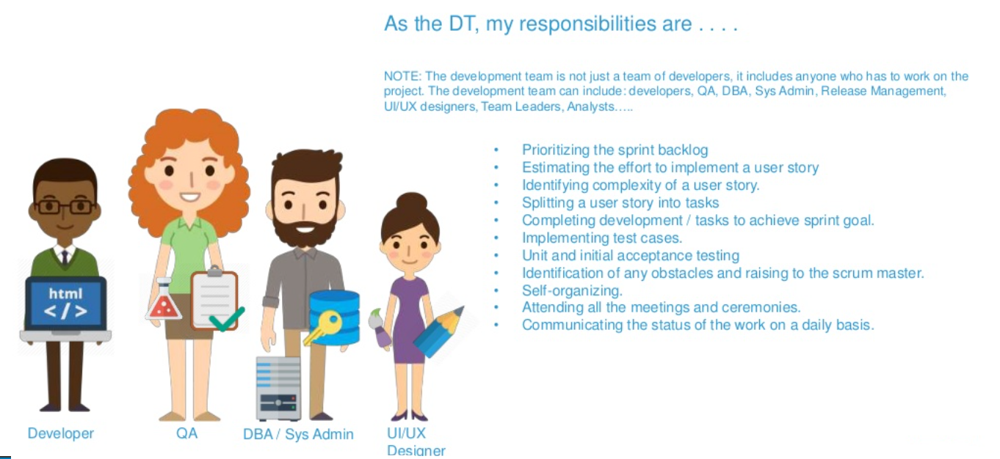 As the DT, my responsibilities are . . . .
NOTE: The development team is not just a team of developers, it includes anyone who has to work on the
project. The development team can include: developers, QA, DBA, Sys Admin, Release Management,
UI/UX designers, Team Leaders, Analysts…..
• Prioritizing the sprint backlog
• Estimating the effort to implement a user story
• Identifying complexity of a user story.
• Splitting a user story into tasks
• Completing development / tasks to achieve sprint goal.
• Implementing test cases.
• Unit and initial acceptance testing
• Identification of any obstacles and raising to the scrum master.
• Self-organizing.
• Attending all the meetings and ceremonies.
• Communicating the status of the work on a daily basis.
html
</>
Developer
QA
DBA / Sys Admin
UI/UX
Designer